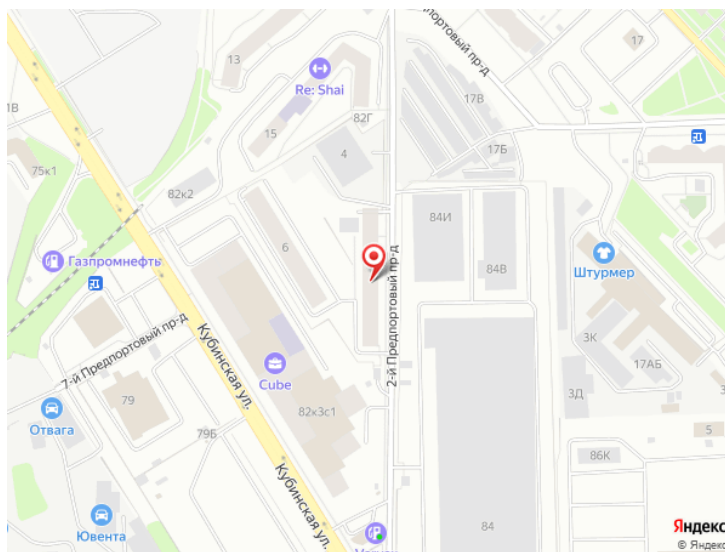 Предпортовый пр-д
17
13
Re: Shai
17В
1В
82Г
15
17Б
4
75к1
82к2
84И
6
Газпромнефть
84В
Штурмер
2-й Предпортовый пр-д
7-й Предпортовый пр-д
Кубинская ул.
3К
17АБ
Cube
3Д
79
82к3с1
Отвага
79Б
5
86К
Кубинская ул.
Ювента
84
Яндекс
© Яндекс